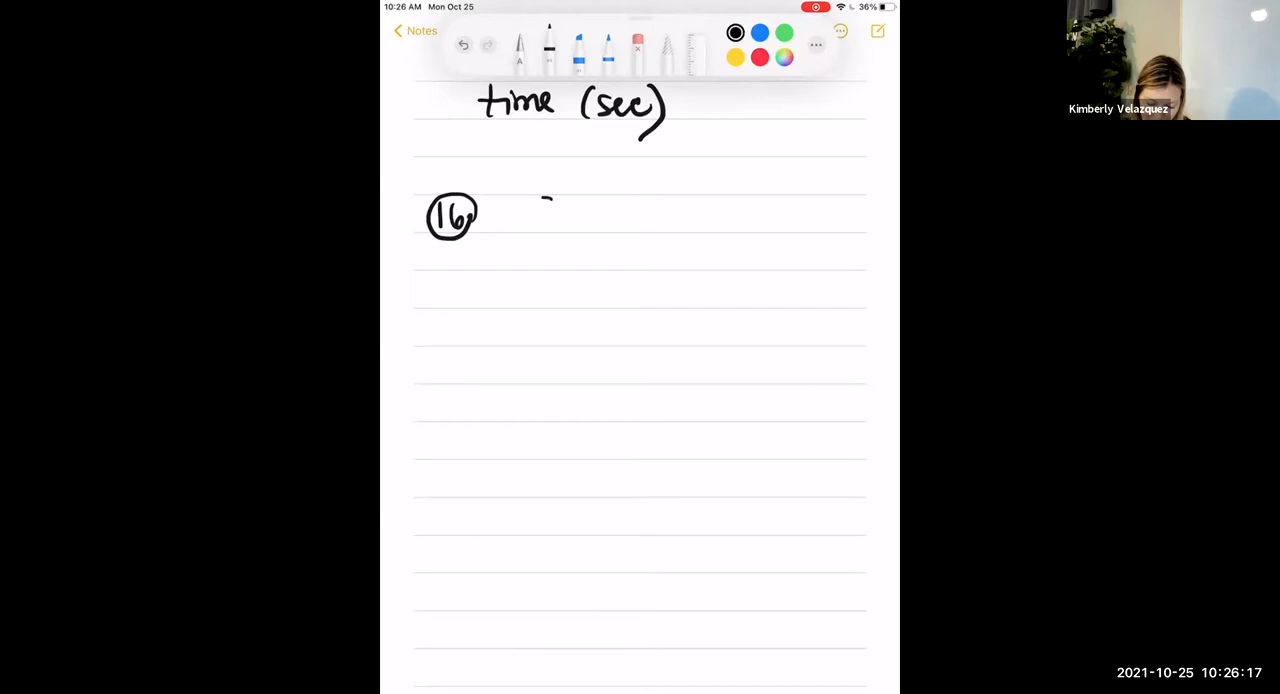 10:26 AM Mon Oct 25
36%
Notes
A
time (sec)
16
Kimberly Velazquez
2021-10-25 10:26:17